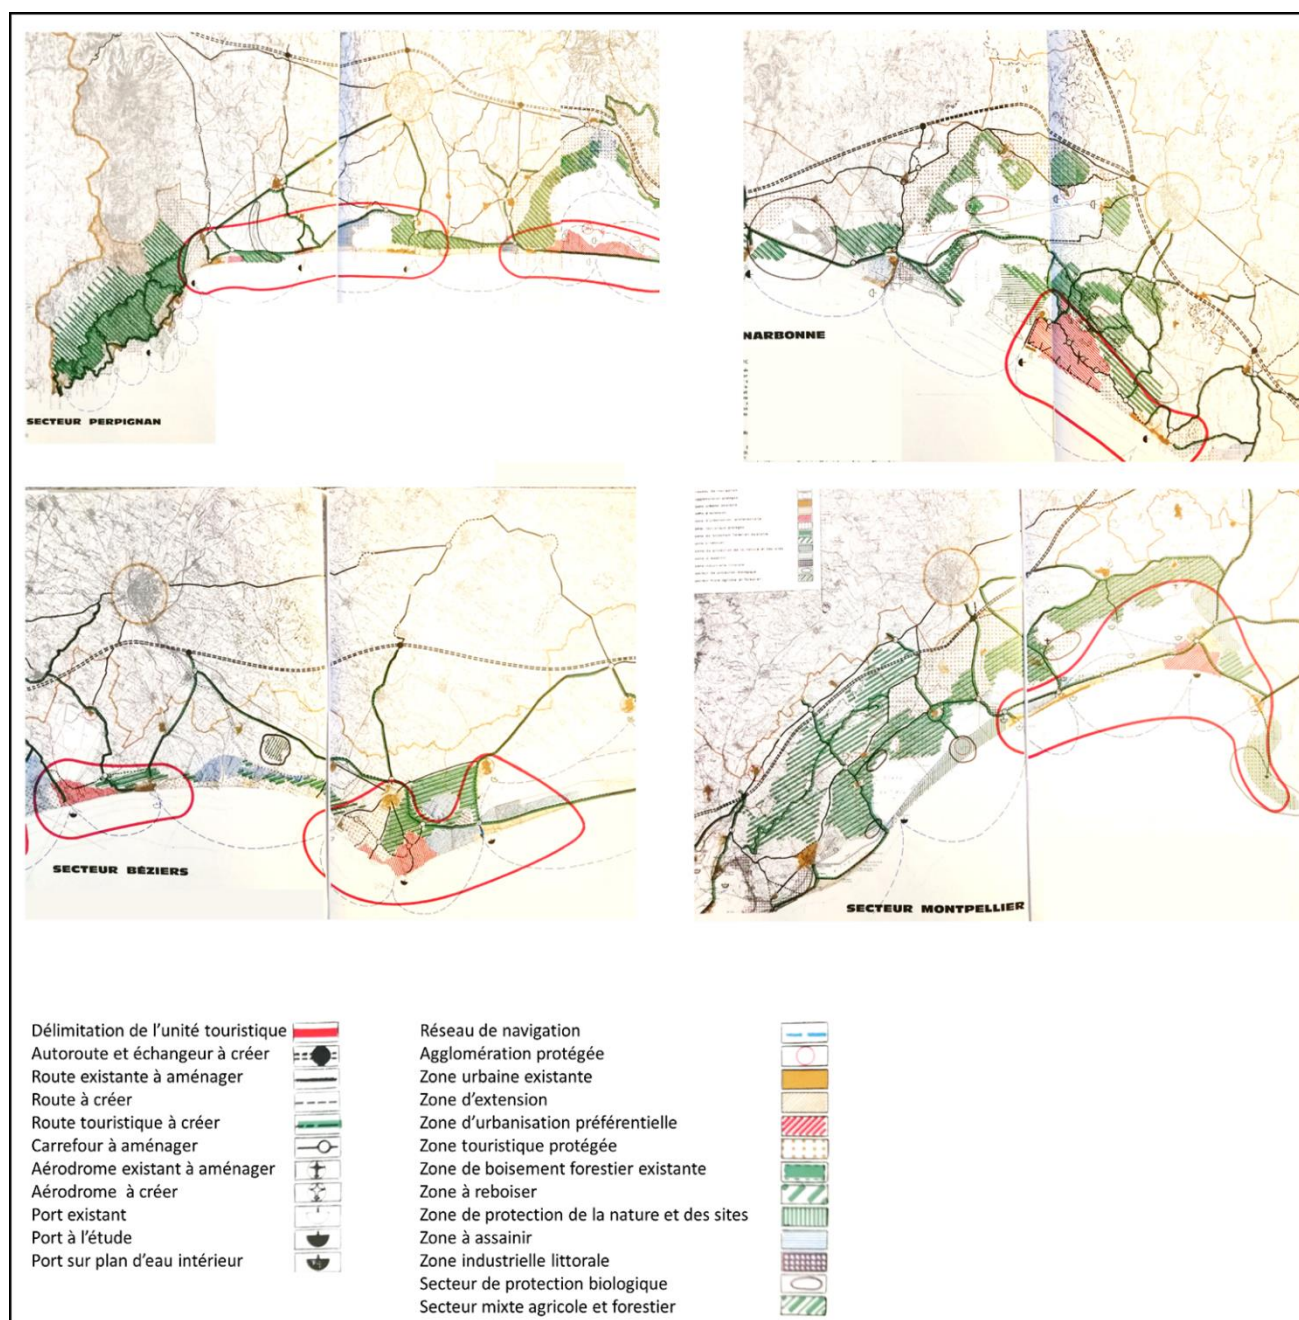 SECTEUR PERPIGNAN
NARBONNE
SECTEUR BÉZIERS
SECTEUR MONTPELLIER
Délimitation de l'unité touristique
Autoroute et échangeur à créer
Route existante à aménager
Route à créer
Route touristique à créer
Carrefour à aménager
Aérodrome existant à aménager
Aérodrome à créer
Port existant
Port à l'étude
Port sur plan d'eau intérieur
Réseau de navigation
Agglomération protégée
Zone urbaine existante
Zone d'extension
Zone d'urbanisation préférentielle
Zone touristique protégée
Zone de boisement forestier existante
Zone à reboiser
Zone de protection de la nature et des sites
Zone à assainir
Zone industrielle littorale
Secteur de protection biologique
Secteur mixte agricole et forestier